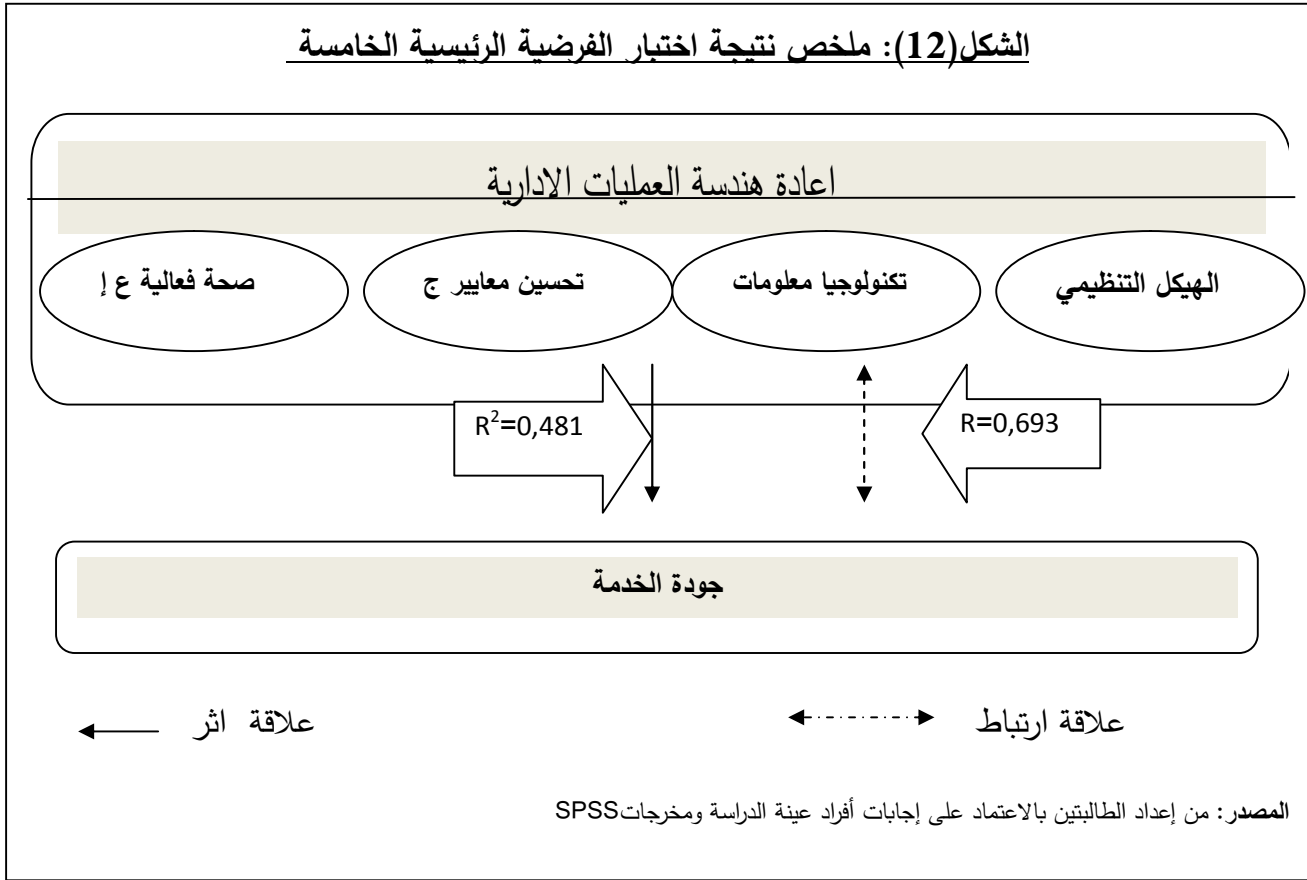 الشكل(12): ملخص نتيجة اختبار الفرضية الرئيسية الخامسة
اعادة هندسة العمليات الادارية
الهيكل التنظيمي
تكنولوجيا معلومات
تحسين معايير ج
صحة فعالية ع إ
R=0,693
R²=0,481
جودة الخدمة
علاقة ارتباط
علاقة اثر
المصدر: من إعداد الطالبتين بالاعتماد على إجابات أفراد عينة الدراسة ومخرجاتSPSS